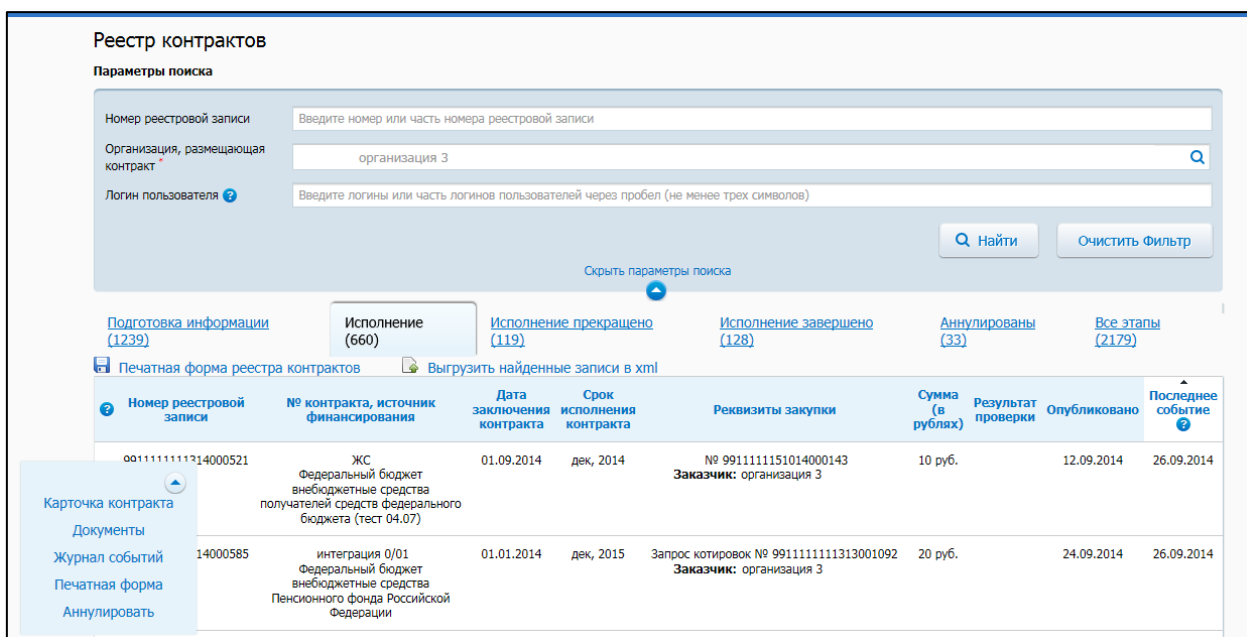 Реестр контрактов
Параметры поиска
Номер реестровой записи
Введите номер или часть номера реестровой записи
Организация, размещающая
контракт *
организация 3
Логин пользователя ?
Введите логины или часть логинов пользователей через пробел (не менее трех символов)
Найти
Очистить Фильтр
Скрыть параметры поиска
Подготовка информации
(1239)
Исполнение
(660)
Исполнение прекращено
(119)
Исполнение завершено
(128)
Аннулированы
(33)
Все этапы
(2179)
Печатная форма реестра контрактов
Выгрузить найденные записи в xml
?
Номер реестровой
записи
№ контракта, источник
финансирования
Дата
заключения
контракта
Срок
исполнения
контракта
Реквизиты закупки
Сумма
(в
рублях)
Результат
проверки
Опубликовано
Последнее
событие
?
9911111111314000521
ЖС
Федеральный бюджет
внебюджетные средства
получателей средств федерального
бюджета (тест 04.07)
01.09.2014
дек, 2014
№ 9911111151014000143
Заказчик: организация 3
10 руб.
12.09.2014
26.09.2014
Карточка контракта
Документы
Журнал событий
Печатная форма
Аннулировать
14000585
интеграция 0/01
Федеральный бюджет
внебюджетные средства
Пенсионного фонда Российской
Федерации
01.01.2014
дек, 2015
Запрос котировок № 9911111111313001092
Заказчик: организация 3
20 руб.
24.09.2014
26.09.2014